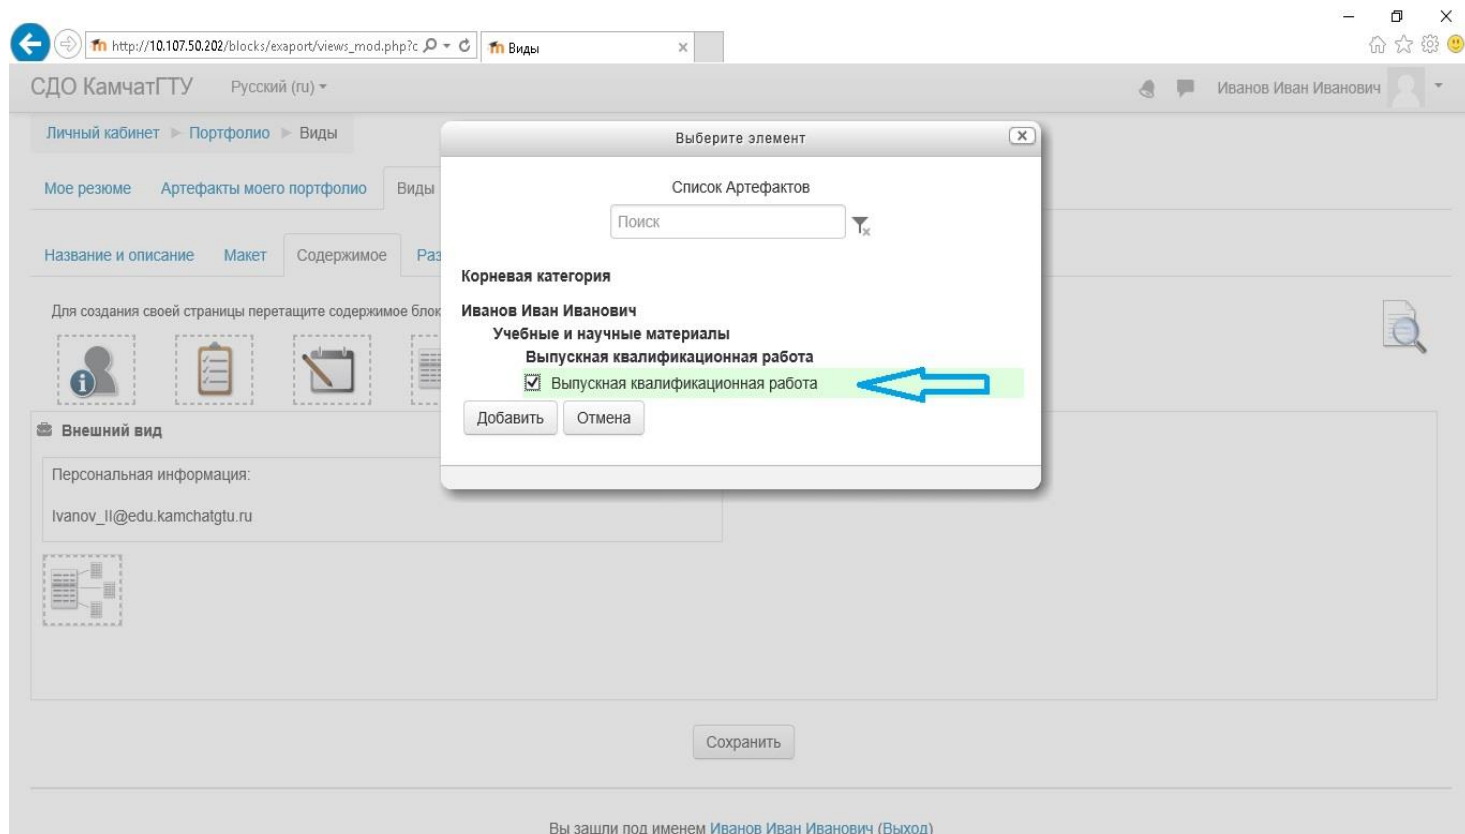 http://10.107.50.202/blocks/exaport/views_mod.php?c
Виды
СДО КамчатГТУ Русский (ru) Иванов Иван Иванович
Личный кабинет Портфолио Виды
Выберите элемент
Мое резюме Артефакты моего портфолио Виды
Список Артефактов
Поиск
Название и описание Макет Содержимое Раз
Корневая категория
Для создания своей страницы перетащите содержимое блок
Иванов Иван Иванович
Учебные и научные материалы
Выпускная квалификационная работа
Выпускная квалификационная работа
Добавить Отмена
Внешний вид
Персональная информация:
Ivanov_II@edu.kamchatgtu.ru
Сохранить
Вы зашли под именем Иванов Иван Иванович (Выход)